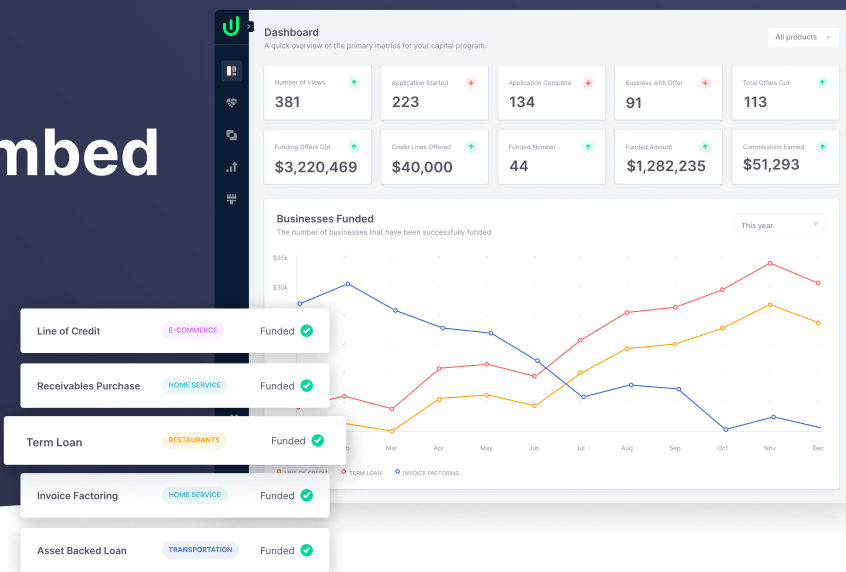 mbed
Dashboard
A quick overview of the primary metrics for your capital program.
All products
Number of Views
381
Application Started
223
Application Complete
134
Business with Offer
91
Total Offers Out
113
Funding Offers Out
$3,220,469
Credit Lines Offered
$40,000
Funded Number
44
Funded Amount
$1,282,235
Commissions Earned
$51,293
Businesses Funded
The number of businesses that have been successfully funded
This year
$35k
$30k
Mar Apr May Jun Jul Aug Sep Oct Nov Dec
LINE OF CREDIT TERM LOAN INVOICE FACTORING
Line of Credit E-COMMERCE Funded
Receivables Purchase HOME SERVICE Funded
Term Loan RESTAURANTS Funded
Invoice Factoring HOME SERVICE Funded
Asset Backed Loan TRANSPORTATION Funded